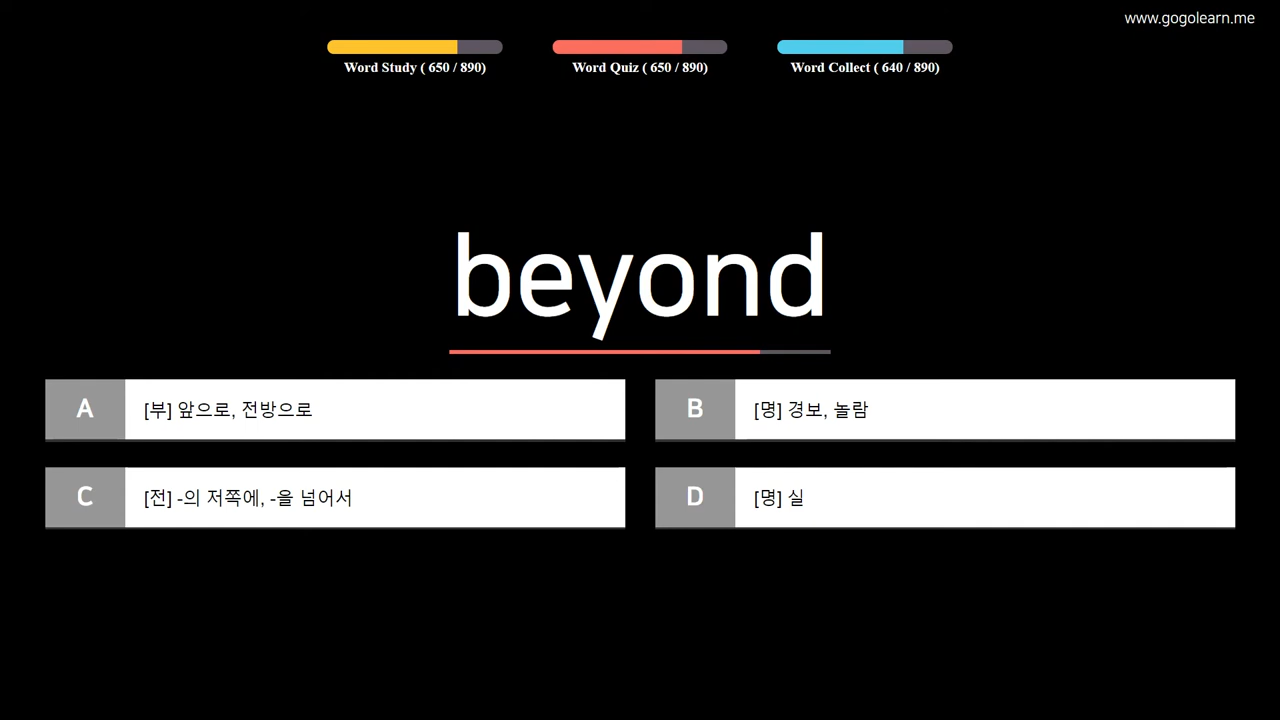 www.gogolearn.me
Word Study ( 650 / 890)
Word Quiz ( 650 / 890)
Word Collect ( 640 / 890)
beyond
A
[부] 앞으로, 전방으로
B
[명] 경보, 놀람
C
[전] -의 저쪽에, -을 넘어서
D
[명] 실